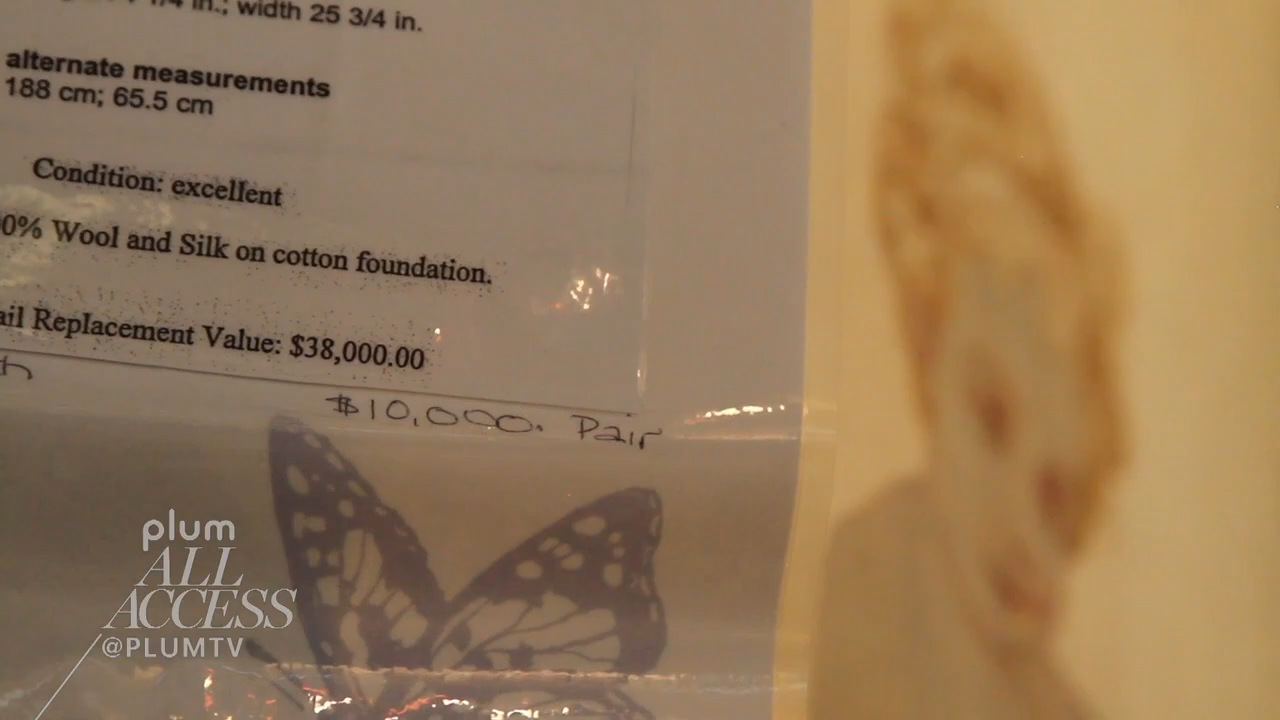 in.; width 25 3/4 in.
alternate measurements
188 cm; 65.5 cm
Condition: excellent
0% Wool and Silk on cotton foundation.
ail Replacement Value: $38,000.00
$10,000. Pair
plum
ALL
ACCESS
@PLUMTV